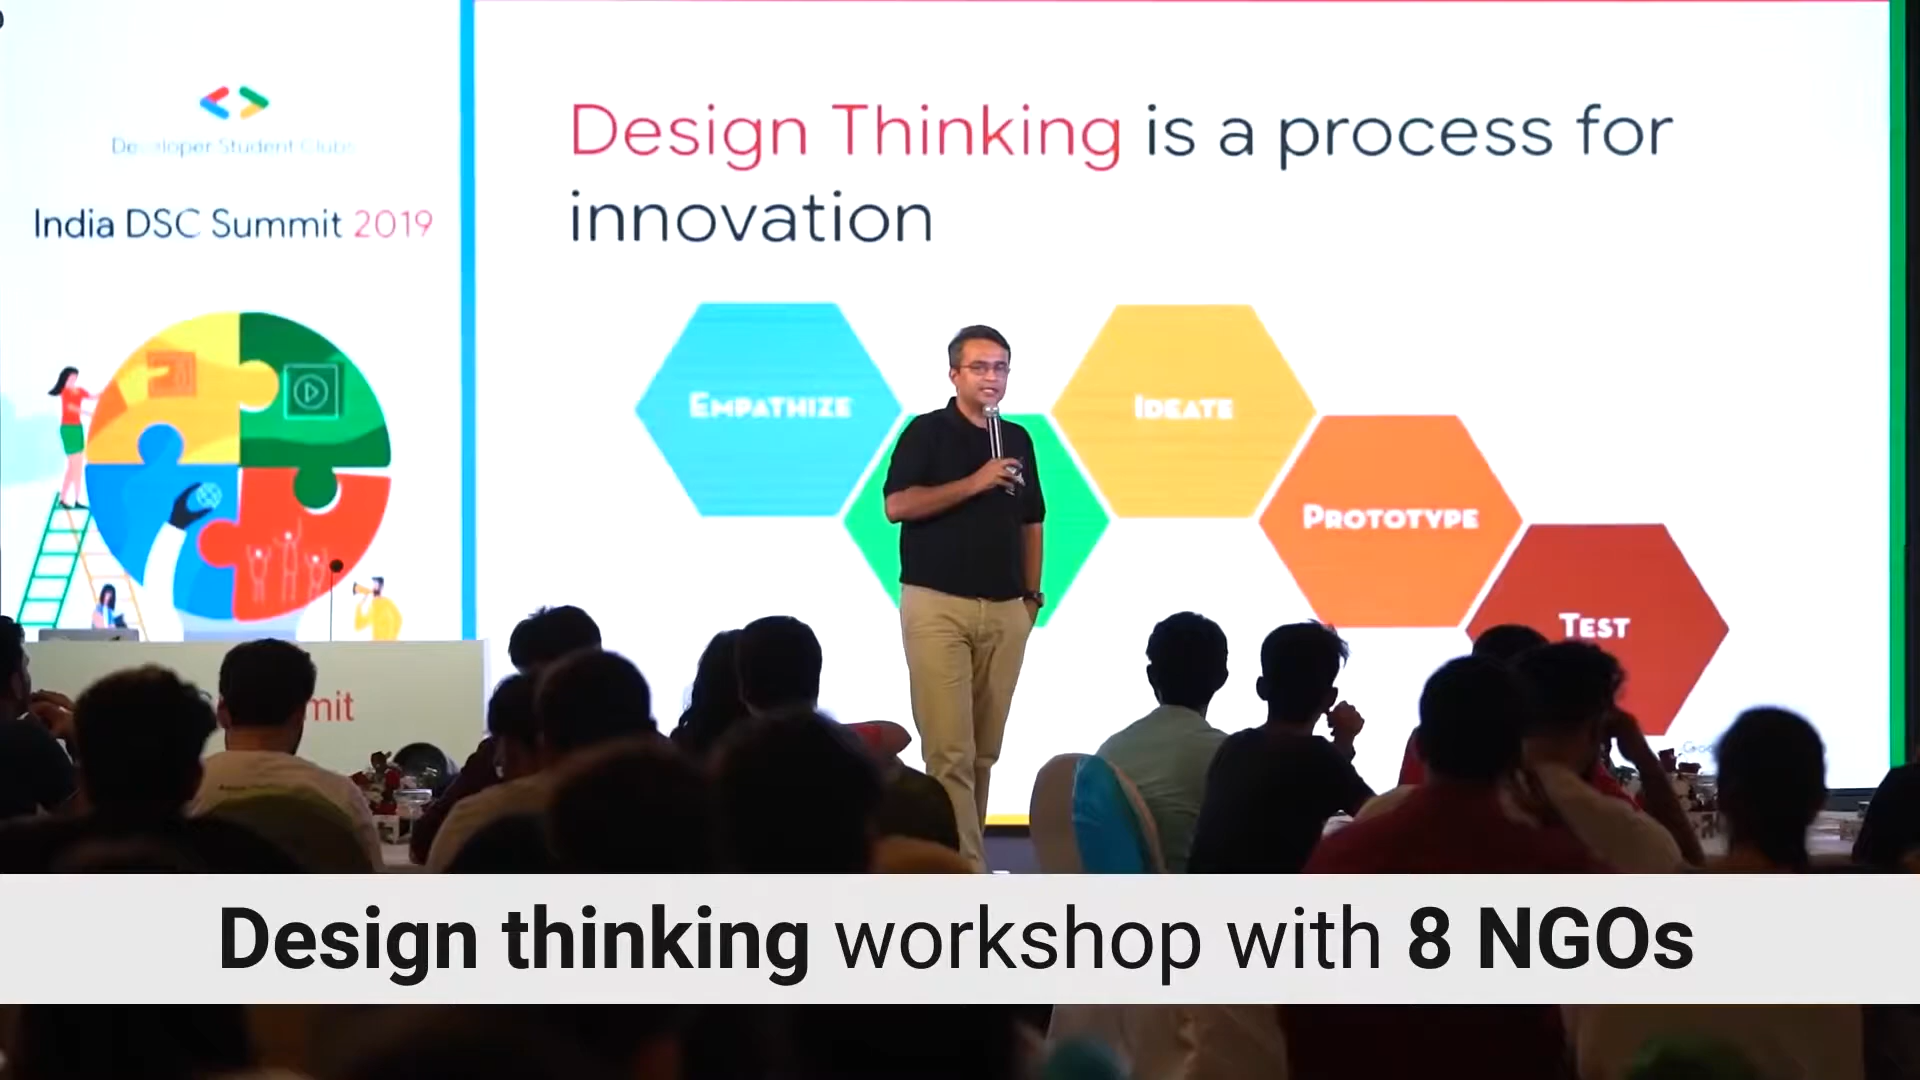 Developer Student Clubs
India DSC Summit 2019
Design Thinking is a process for
innovation
EMPATHIZE
IDEATE
PROTOTYPE
TEST
Design thinking workshop with 8 NGOs